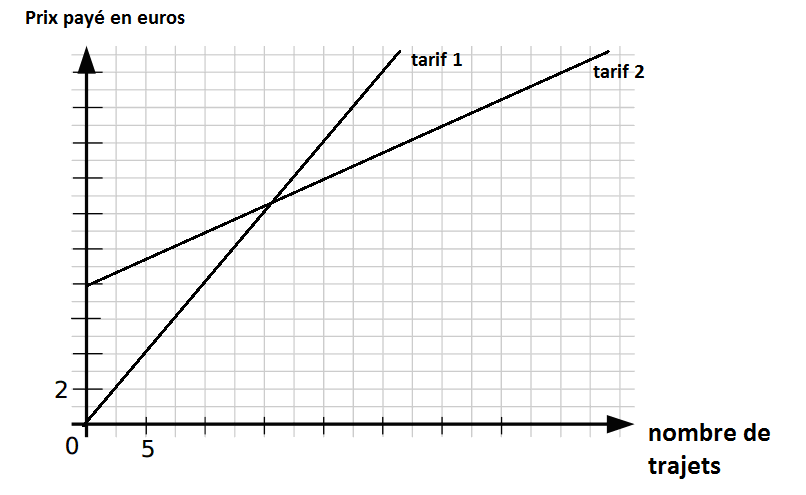 Prix payé en euros
tarif 1
tarif 2
2
0
5
nombre de
trajets